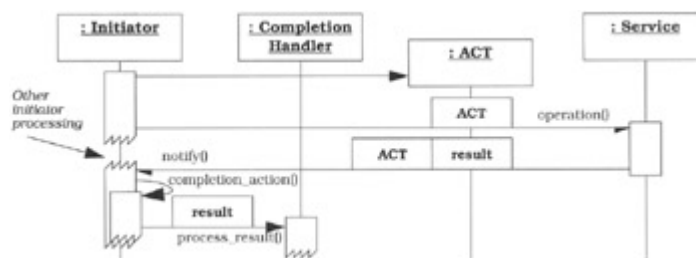 : Initiator
: Completion
Handler
: ACT
: Service
Other
initiator
processing
ACT
operation()
notify()
ACT
result
completion_action()
result
process_result()